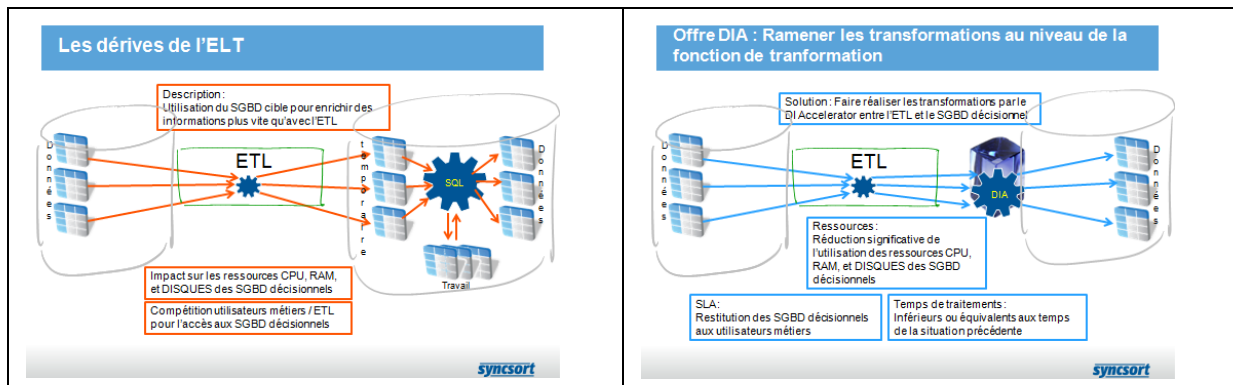 Les dérives de l'ELT
Description :
Utilisation du SGBD cible pour enrichir des
informations plus vite qu'avec l'ETL
Données
ETL
temporaire
SQL
Données
Travail
Impact sur les ressources CPU, RAM,
et DISQUES des SGBD décisionnels
Compétition utilisateurs métiers / ETL
pour l'accès aux SGBD décisionnels
syncsort
Offre DIA : Ramener les transformations au niveau de la
fonction de tranformation
Solution : Faire réaliser les transformations par le
DI Accelerator entre l'ETL et le SGBD décisionnel
Données
ETL
DIA
Données
Ressources :
Réduction significative de
l'utilisation des ressources CPU,
RAM, et DISQUES des SGBD
décisionnels
SLA :
Restitution des SGBD décisionnels
aux utilisateurs métiers
Temps de traitements :
Inférieurs ou équivalents aux temps
de la situation précédente
syncsort